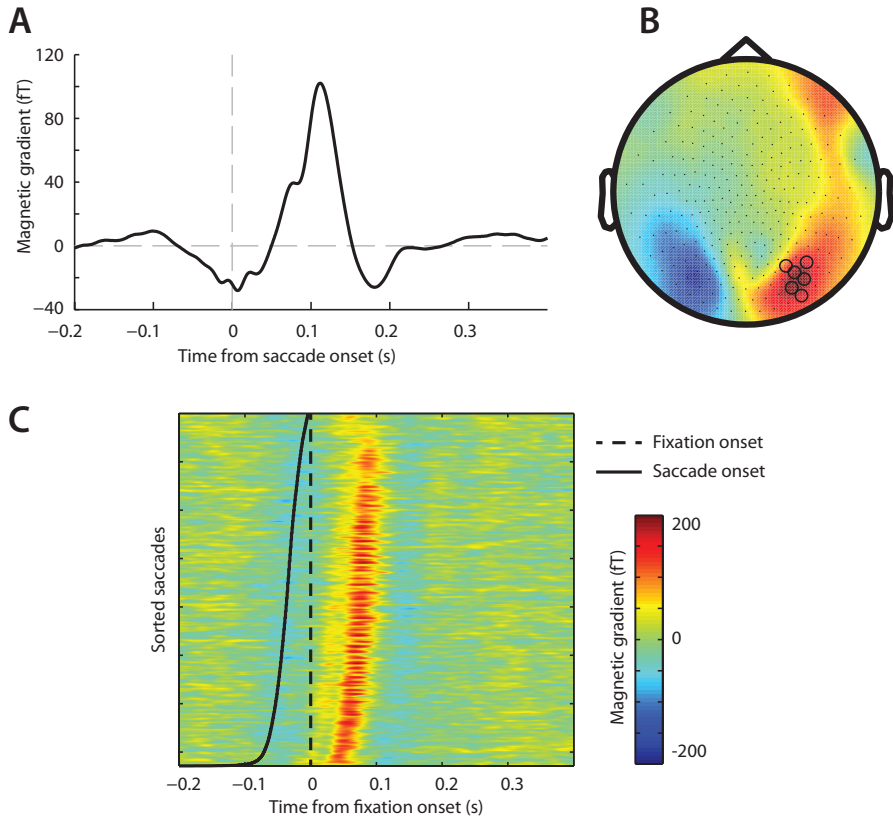 A
Magnetic gradient (fT)
120
80
40
0
−40
−0.2
−0.1
0
0.1
0.2
0.3
Time from saccade onset (s)
B
C
Sorted saccades
−0.2
−0.1
0
0.1
0.2
0.3
Time from fixation onset (s)
Fixation onset
Saccade onset
Magnetic gradient (fT)
200
0
-200